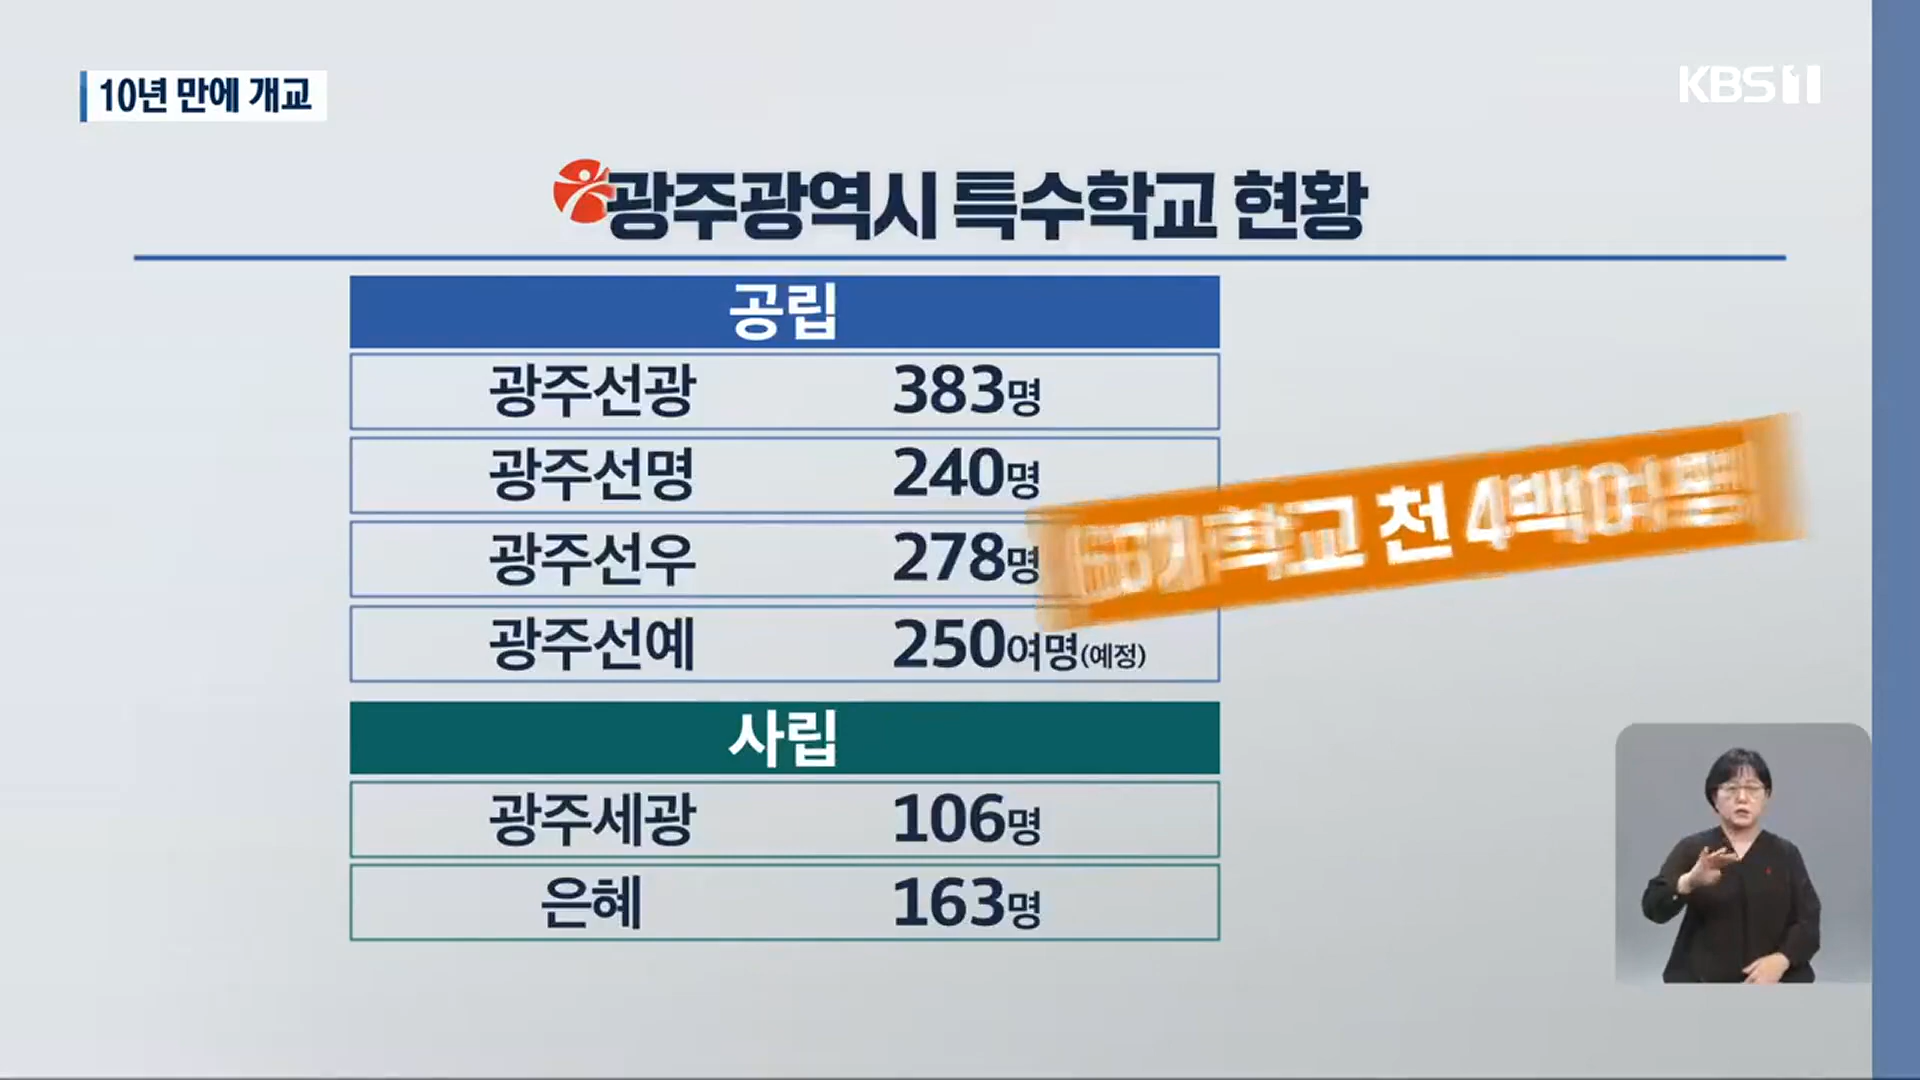 10년 만에 개교
KBS 1
광주광역시 특수학교 현황
공립
광주선광 383명
광주선명 240명
광주선우 278명
광주선예 250여명(예정)
6개 학교 천 4백여 명
사립
광주세광 106명
은혜 163명